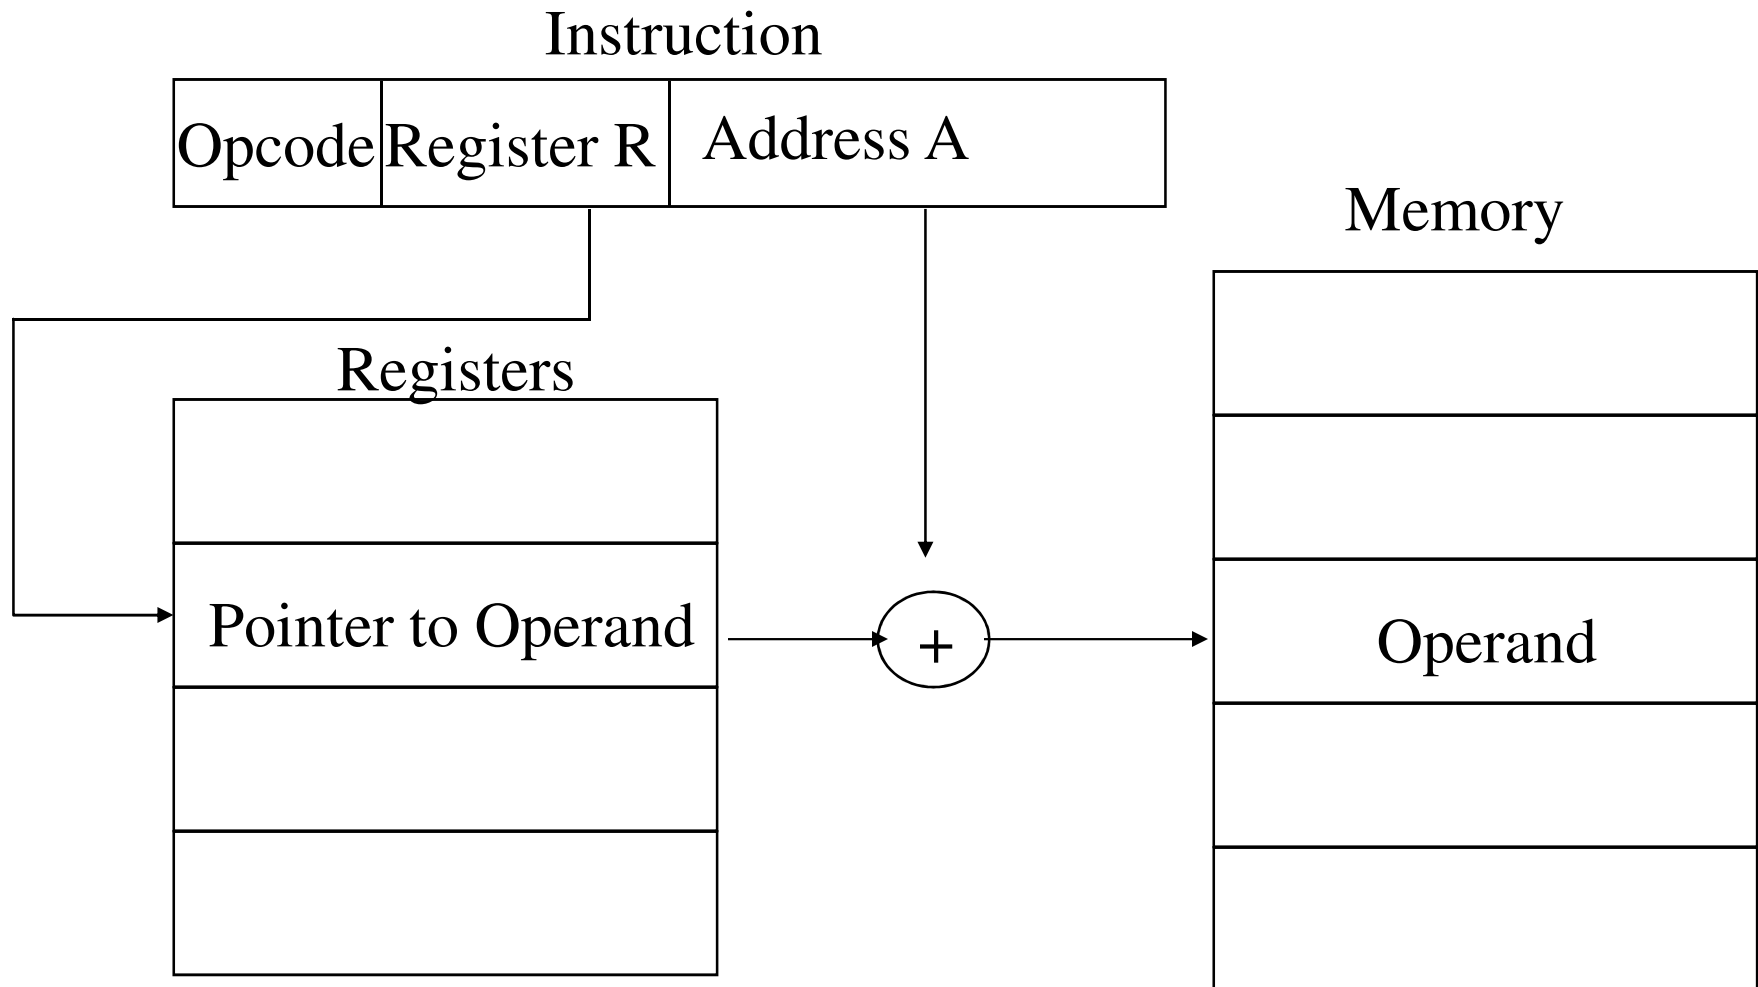 Instruction
Opcode Register R Address A
Memory
Registers
Pointer to Operand
+
Operand